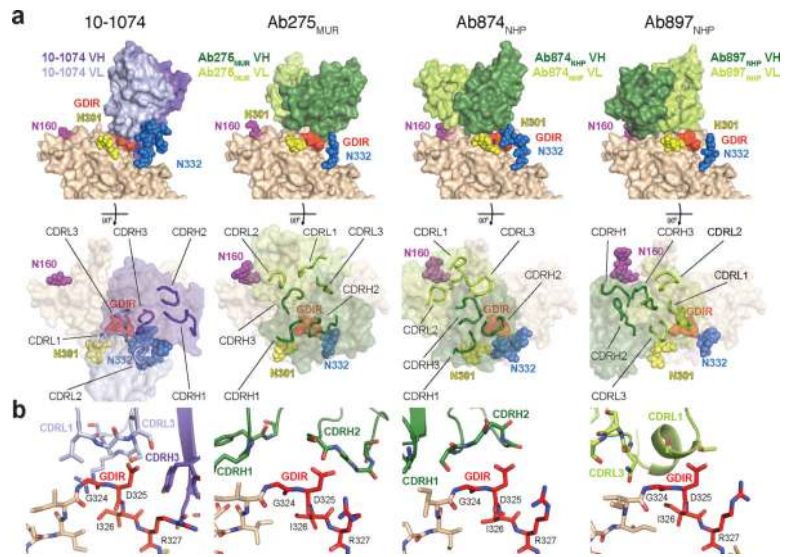 a
10-1074
Ab275MUR
Ab874NHP
Ab897NHP
10-1074 VH
10-1074 VL
GDIR
N301
N160
N332
Ab275MUR VH
Ab275MUR VL
N160
N301
GDIR
N332
Ab874NHP VH
Ab874NHP VL
N160
N301
GDIR
N332
Ab897NHP VH
Ab897NHP VL
N160
N301
GDIR
N332
90°
90°
90°
90°
CDRL3
CDRH3
CDRH2
N160
GDIR
CDRL1
N301
N332
CDRL2
CDRH1
CDRL2
CDRL1
CDRL3
N160
GDIR
CDRH2
CDRH3
N301
N332
CDRH1
CDRL1
CDRL3
N160
CDRH2
GDIR
CDRL2
CDRH3
N301
N332
CDRH1
CDRH1
CDRH3
CDRL2
N160
CDRL1
GDIR
CDRH2
N301
N332
CDRL3
b
CDRL1
CDRL3
CDRH3
GDIR
G324
D325
I326
R327
CDRH1
CDRH2
GDIR
G324
D325
I326
R327
CDRH2
CDRH1
GDIR
G324
D325
I326
R327
CDRL1
CDRL3
GDIR
G324
D325
I326
R327